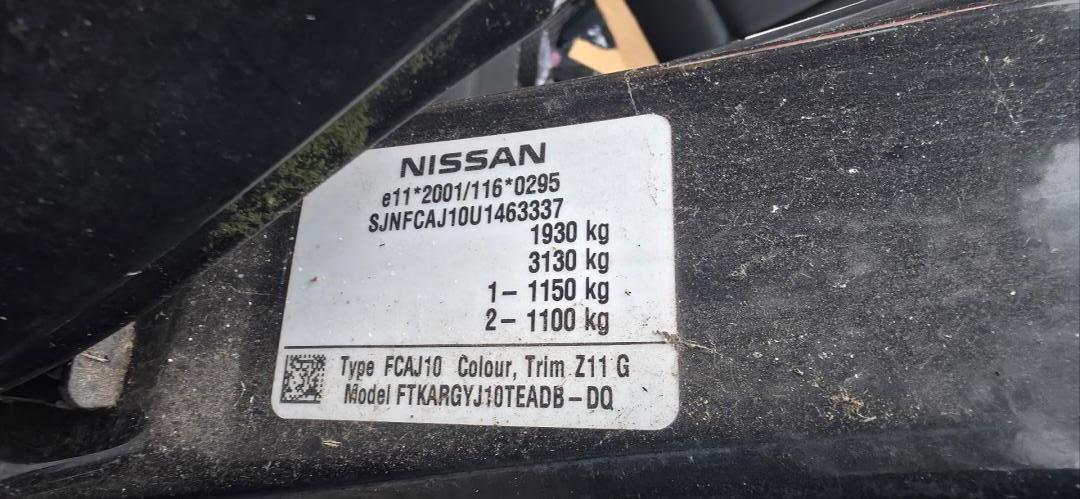 NISSAN
e11*2001/116*0295
SJNFCAJ10U1463337
1930 kg
3130 kg
1- 1150 kg
2- 1100 kg
Type FCAJ10 Colour, Trim Z11 G
Model FTKARGYJ10TEADB-DQ